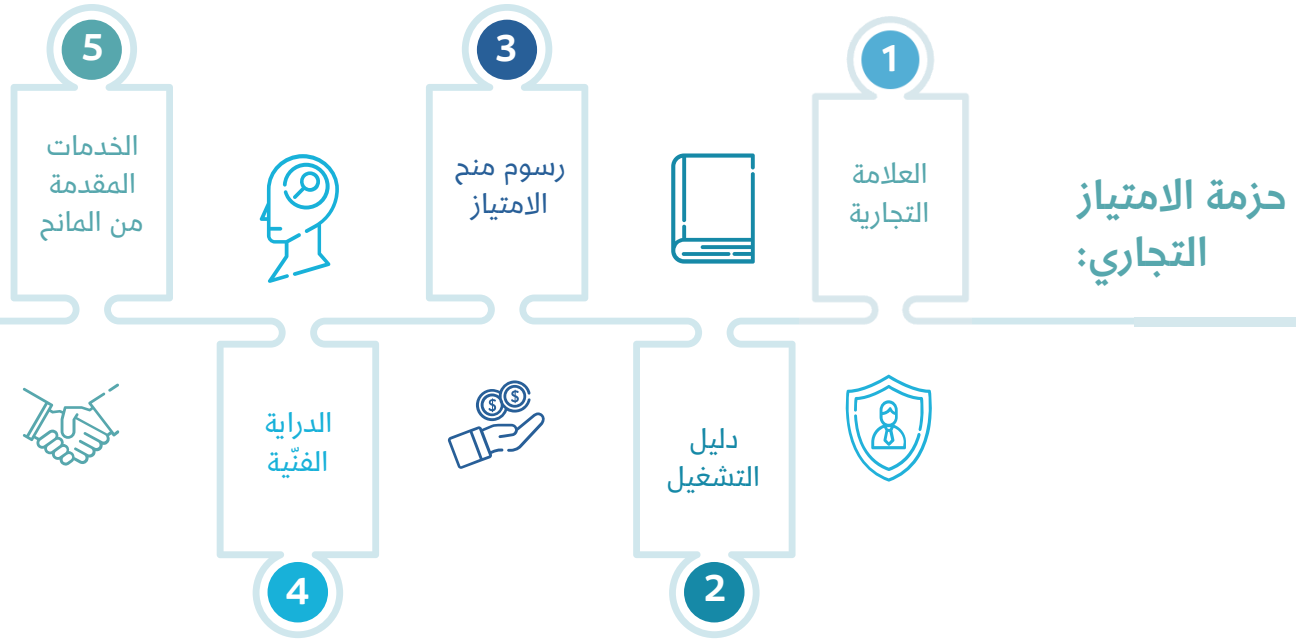 حزمة الامتياز
التجاري:
1
العلامة
التجارية
2
دليل
التشغيل
3
رسوم منح
الامتياز
$
$
4
الدراية
الفنّية
5
الخدمات
المقدمة
من المانح